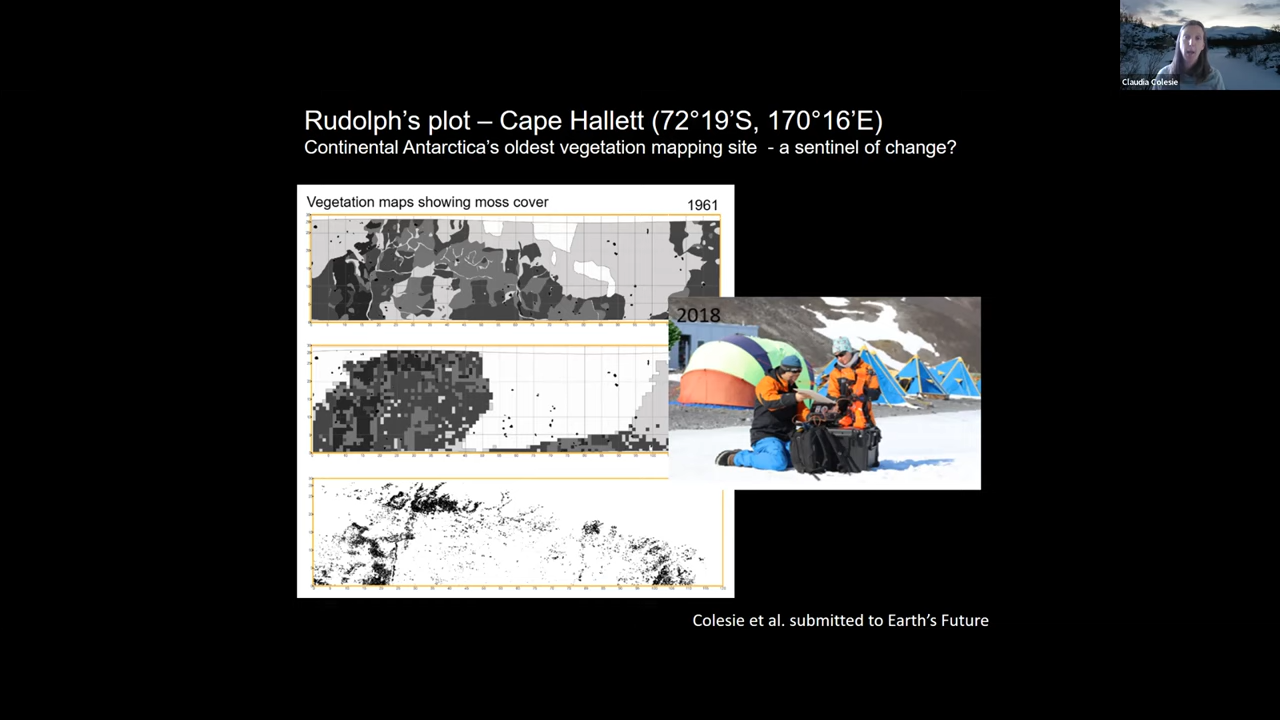 Claudia Colesie
Rudolph’s plot – Cape Hallett (72°19’S, 170°16’E)
Continental Antarctica’s oldest vegetation mapping site - a sentinel of change?
Vegetation maps showing moss cover
1961
2018
Colesie et al. submitted to Earth’s Future